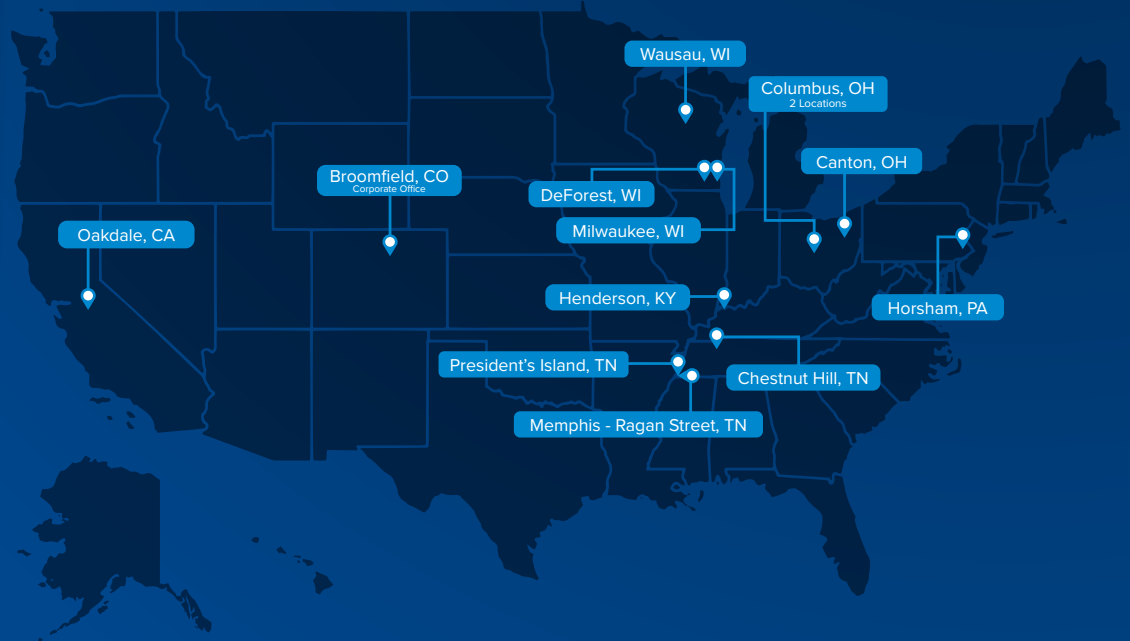 Wausau, WI
Columbus, OH
2 Locations
Canton, OH
Broomfield, CO
Corporate Office
DeForest, WI
Milwaukee, WI
Oakdale, CA
Henderson, KY
Horsham, PA
President’s Island, TN
Chestnut Hill, TN
Memphis - Ragan Street, TN